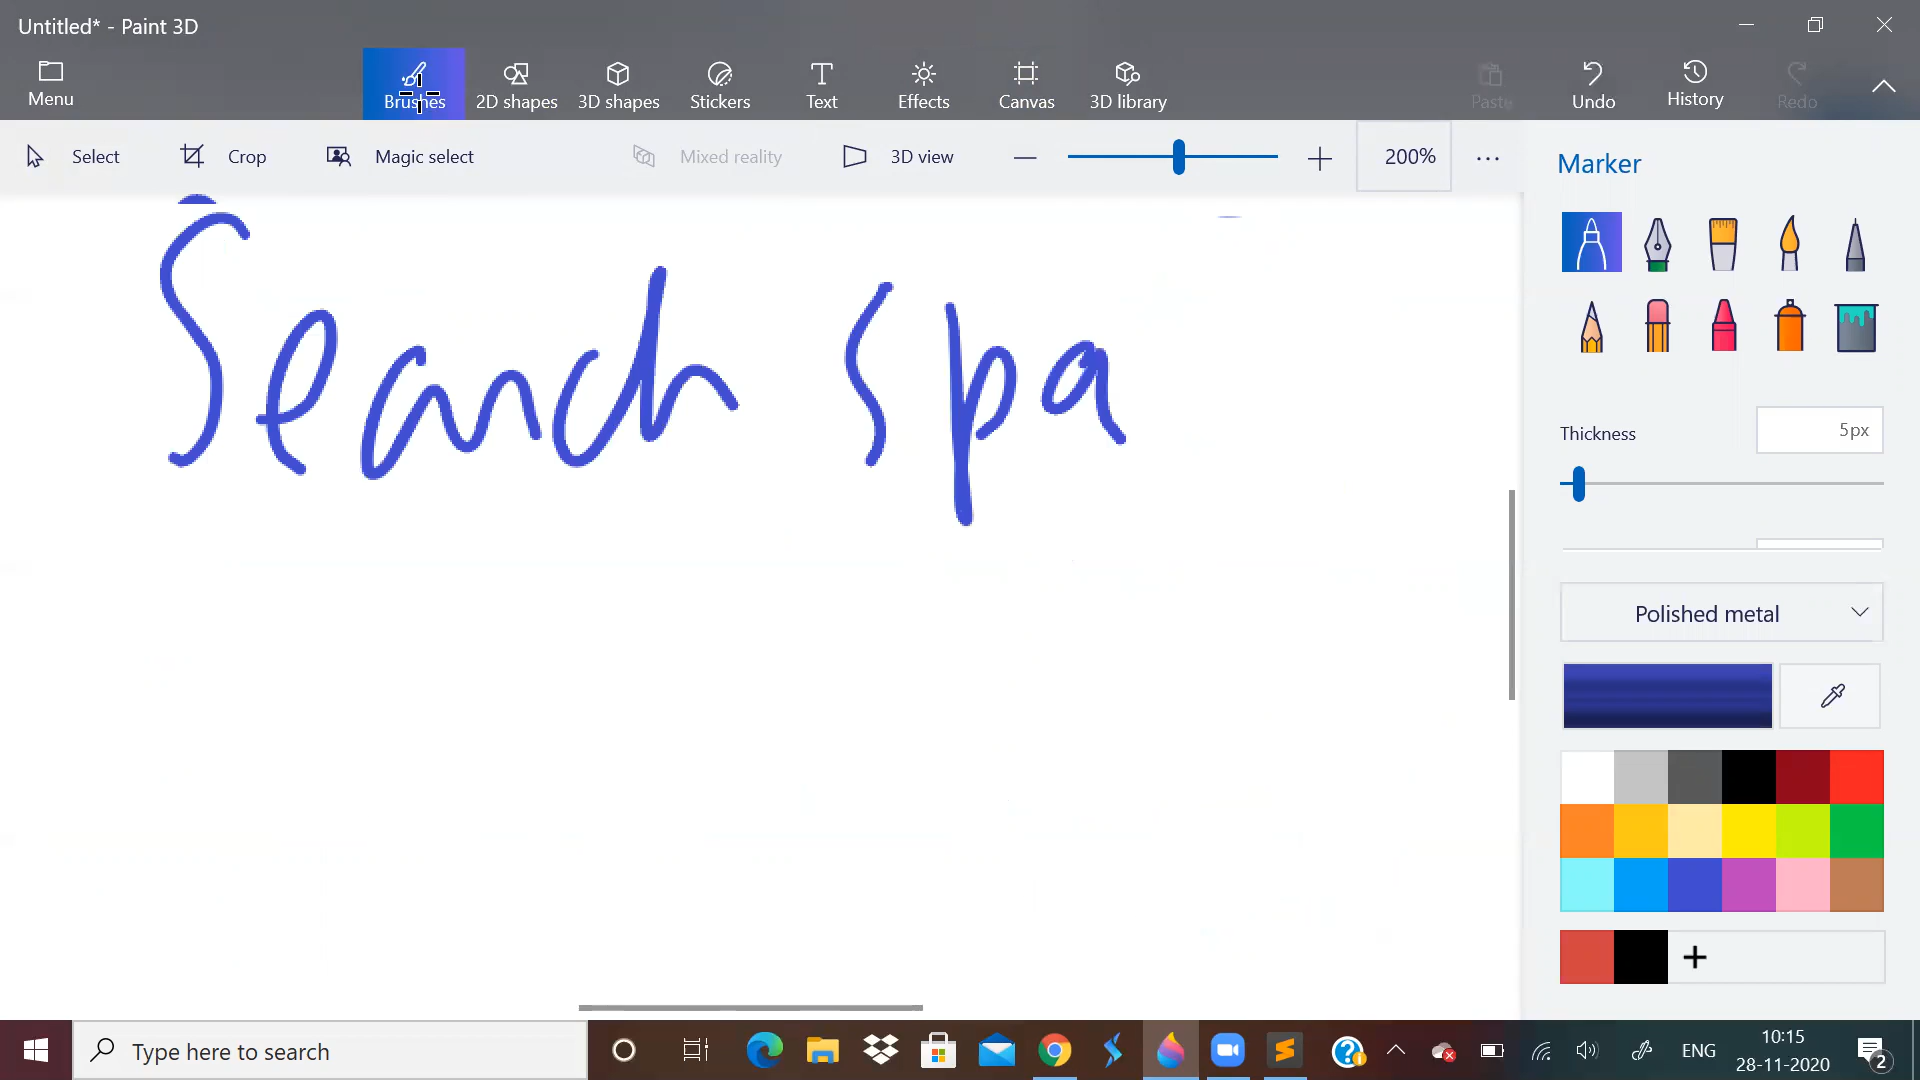 Untitled* - Paint 3D
Menu
Brushes
2D shapes
3D shapes
Stickers
Text
Effects
Canvas
3D library
Paste
Undo
History
Redo
Select
Crop
Magic select
Mixed reality
3D view
200%
Marker
Search spa
Thickness
5px
Polished metal
Type here to search
ENG
10:15
28-11-2020
2